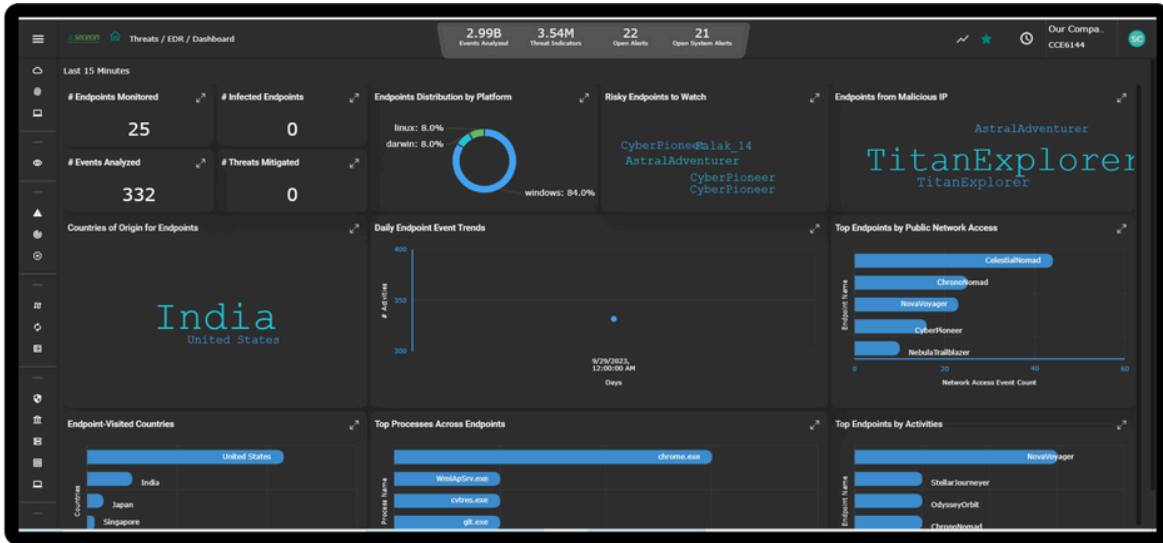 seceon
Threats / EDR / Dashboard
2.99B
Events Analyzed
3.54M
Threat Indicators
22
Open Alerts
21
Open System Alerts
Our Compa..
CCE6144
SC
Last 15 Minutes
# Endpoints Monitored
25
# Infected Endpoints
0
# Events Analyzed
332
# Threats Mitigated
0
Endpoints Distribution by Platform
linux: 8.0%
darwin: 8.0%
windows: 84.0%
Risky Endpoints to Watch
CyberPioneer
Palak_14
AstralAdventurer
CyberPioneer
CyberPioneer
Endpoints from Malicious IP
AstralAdventurer
TitanExplorer
TitanExplorer
Countries of Origin for Endpoints
India
United States
Daily Endpoint Event Trends
# Activities
400
350
300
9/29/2023,
12:00:00 AM
Days
Top Endpoints by Public Network Access
Endpoint Name
CelestialNomad
ChronoNomad
NovaVoyager
CyberPioneer
NebulaTrailblazer
0 20 40 60
Network Access Event Count
Endpoint-Visited Countries
Countries
United States
India
Japan
Singapore
Top Processes Across Endpoints
Process Name
chrome.exe
WmiApSrv.exe
cvtres.exe
git.exe
Top Endpoints by Activities
Endpoint Name
NovaVoyager
StellarJourneyer
OdysseyOrbit
ChronoNomad